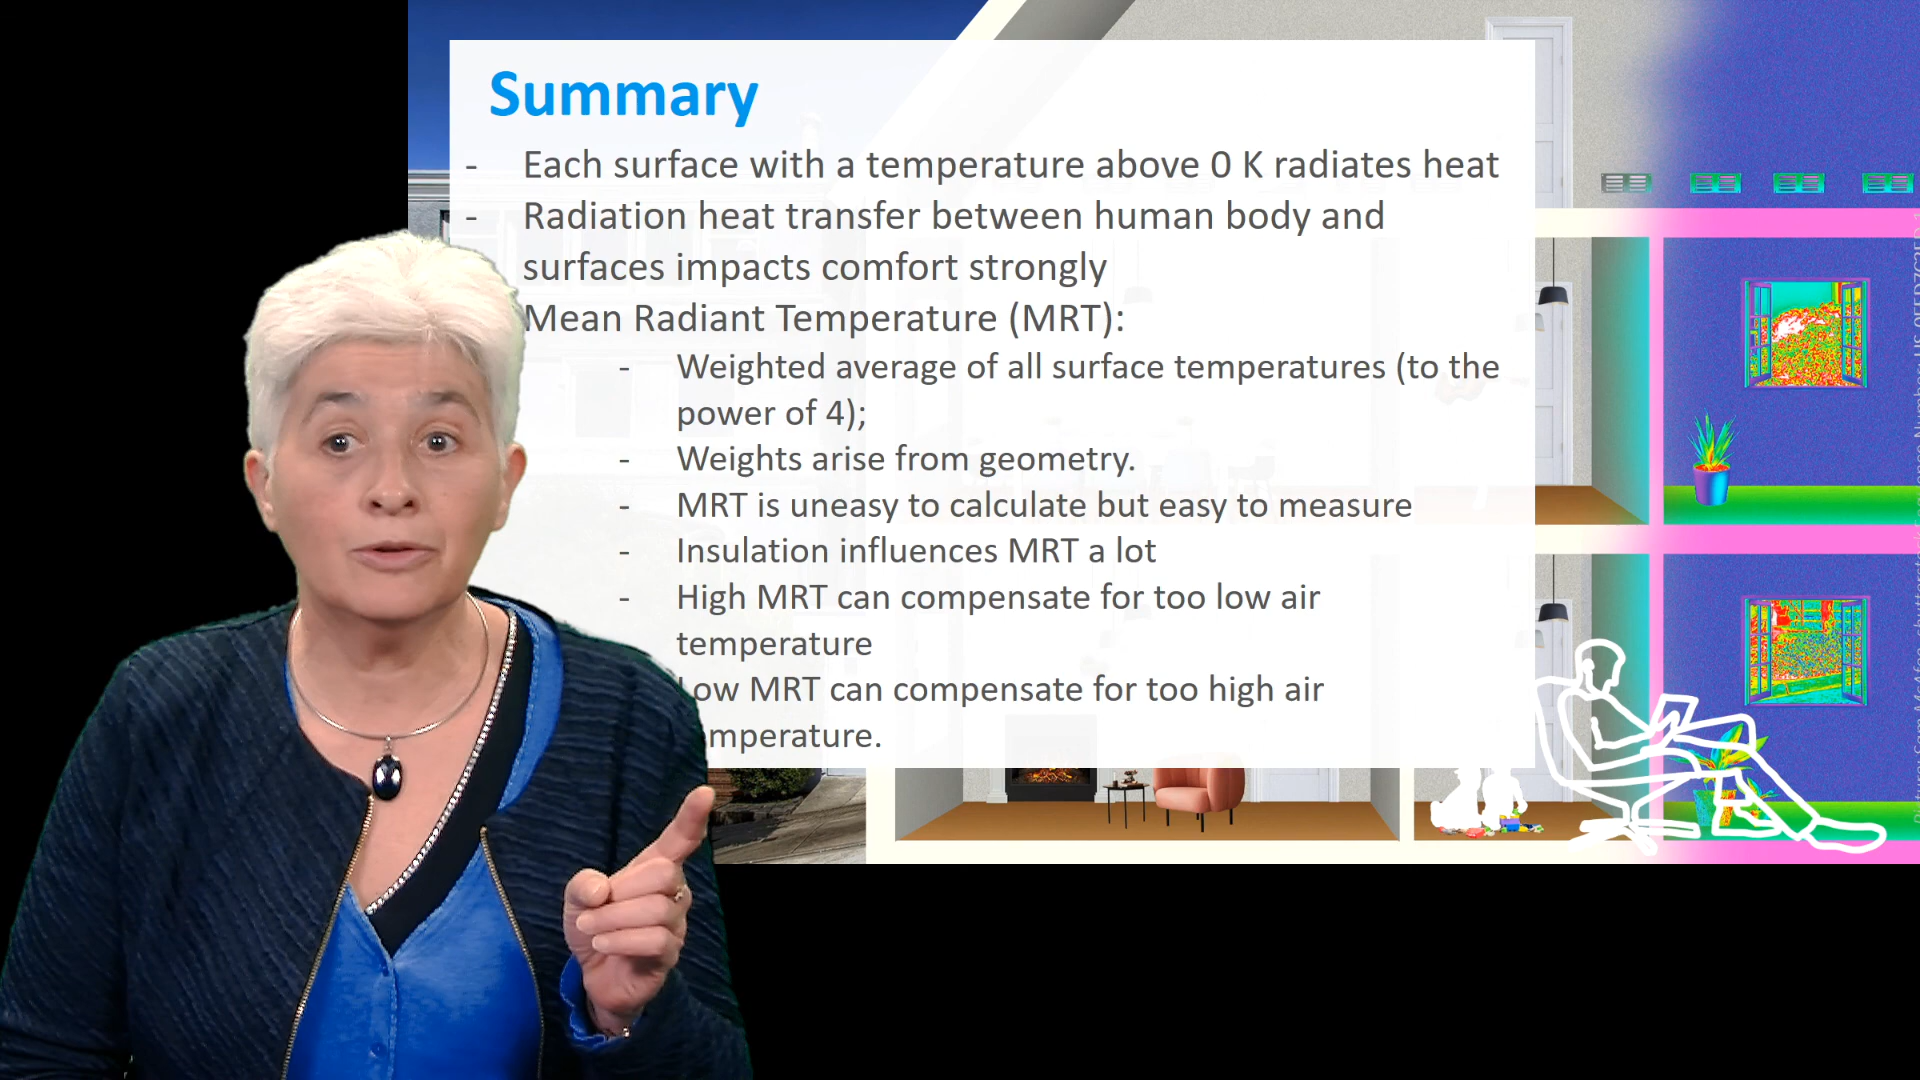 Summary
- Each surface with a temperature above 0 K radiates heat
- Radiation heat transfer between human body and
surfaces impacts comfort strongly
Mean Radiant Temperature (MRT):
- Weighted average of all surface temperatures (to the
power of 4);
- Weights arise from geometry.
- MRT is uneasy to calculate but easy to measure
- Insulation influences MRT a lot
- High MRT can compensate for too low air
temperature
Low MRT can compensate for too high air
mperature.